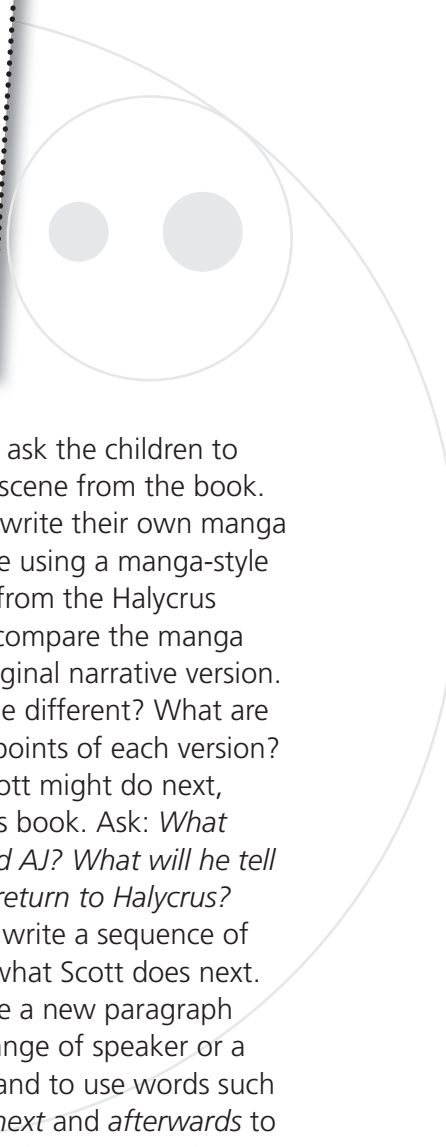 ask the children to
scene from the book.
write their own manga
e using a manga-style
from the Halycrus
compare the manga
ginal narrative version.
e different? What are
points of each version?
ott might do next,
s book. Ask: What
d AJ? What will he tell
return to Halycrus?
write a sequence of
what Scott does next.
e a new paragraph
ange of speaker or a
and to use words such
next and afterwards to